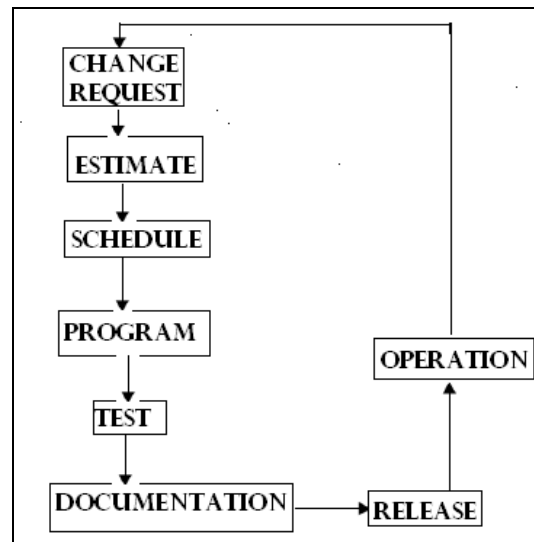 CHANGE
REQUEST
ESTIMATE
SCHEDULE
PROGRAM
TEST
DOCUMENTATION
RELEASE
OPERATION